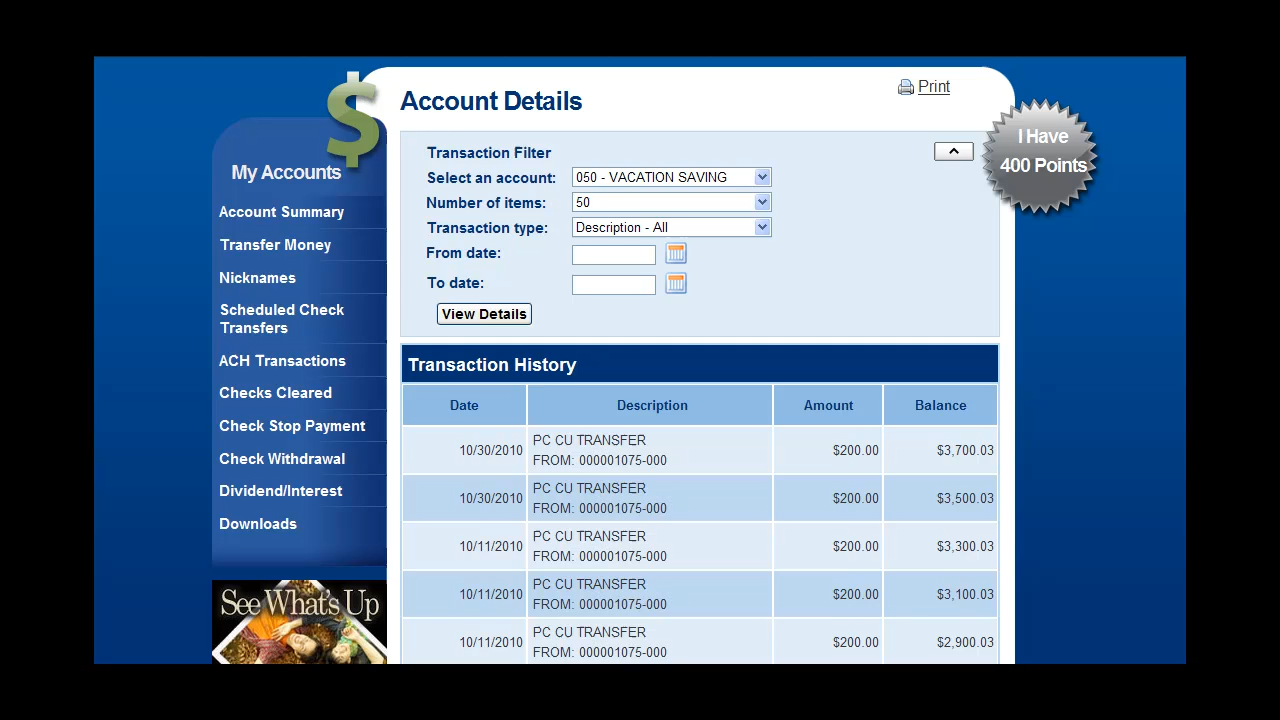 Print
Account Details
$
I Have
400 Points
My Accounts
Account Summary
Transfer Money
Nicknames
Scheduled Check
Transfers
ACH Transactions
Checks Cleared
Check Stop Payment
Check Withdrawal
Dividend/Interest
Downloads
See What's Up
Transaction Filter
Select an account: 050 - VACATION SAVING
Number of items: 50
Transaction type: Description - All
From date:
To date:
View Details
Transaction History
Date Description Amount Balance
10/30/2010 PC CU TRANSFER $200.00 $3,700.03
FROM: 000001075-000
10/30/2010 PC CU TRANSFER $200.00 $3,500.03
FROM: 000001075-000
10/11/2010 PC CU TRANSFER $200.00 $3,300.03
FROM: 000001075-000
10/11/2010 PC CU TRANSFER $200.00 $3,100.03
FROM: 000001075-000
10/11/2010 PC CU TRANSFER $200.00 $2,900.03
FROM: 000001075-000